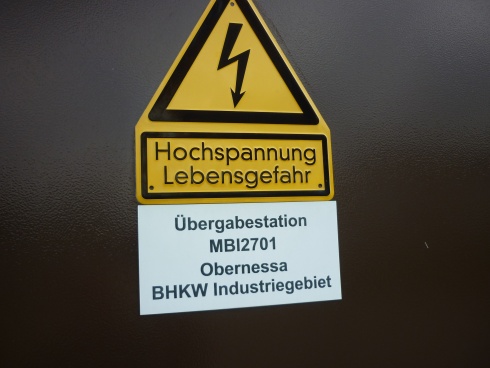 Hochspannung
Lebensgefahr
Übergabestation
MBI2701
Obernessa
BHKW Industriegebiet